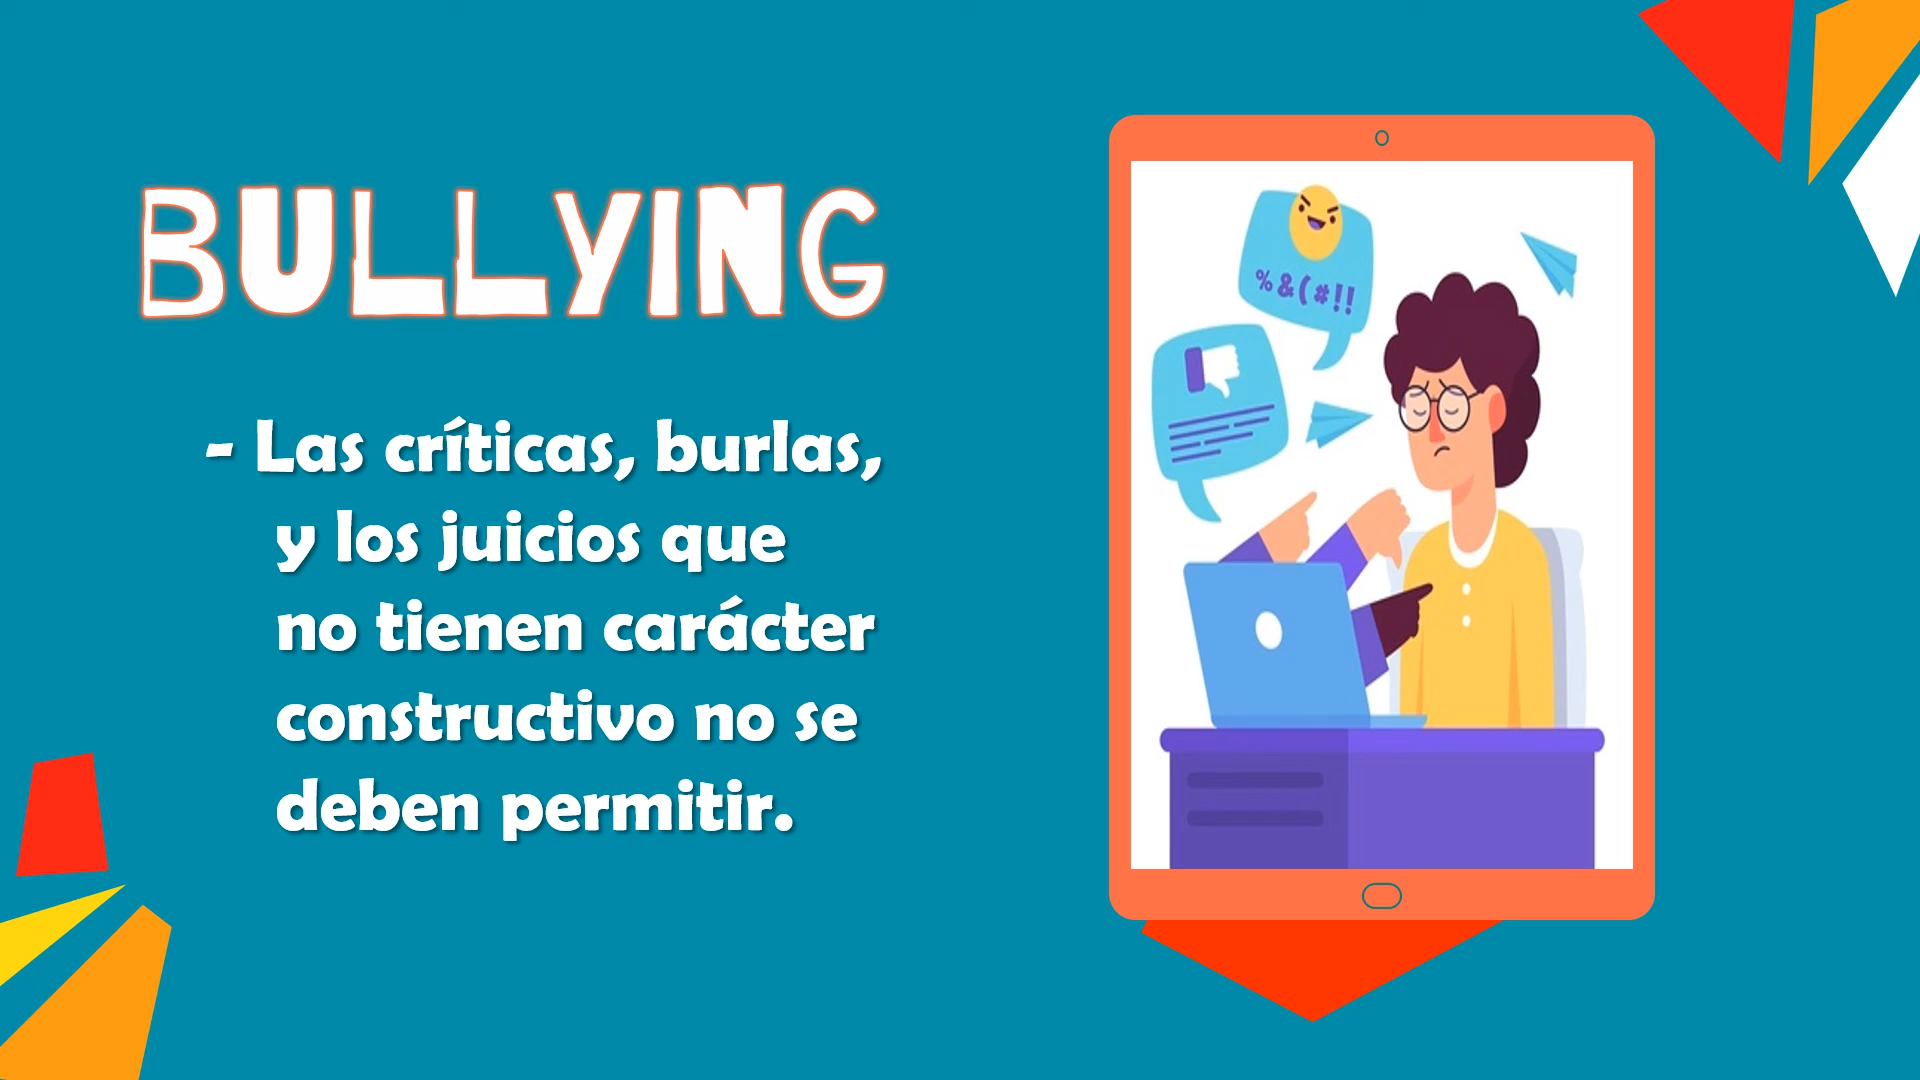 BULLYING
- Las críticas, burlas,
y los juicios que
no tienen carácter
constructivo no se
deben permitir.
%&(#!!